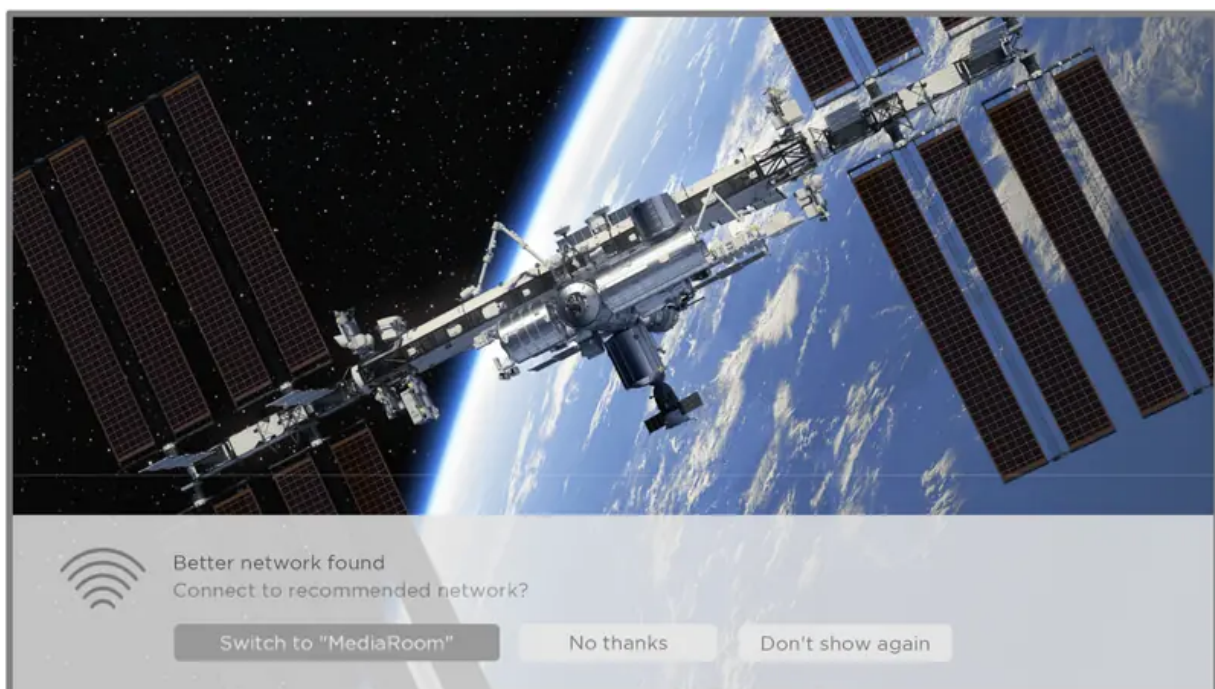 Better network found
Connect to recommended network?
Switch to "MediaRoom"
No thanks
Don't show again